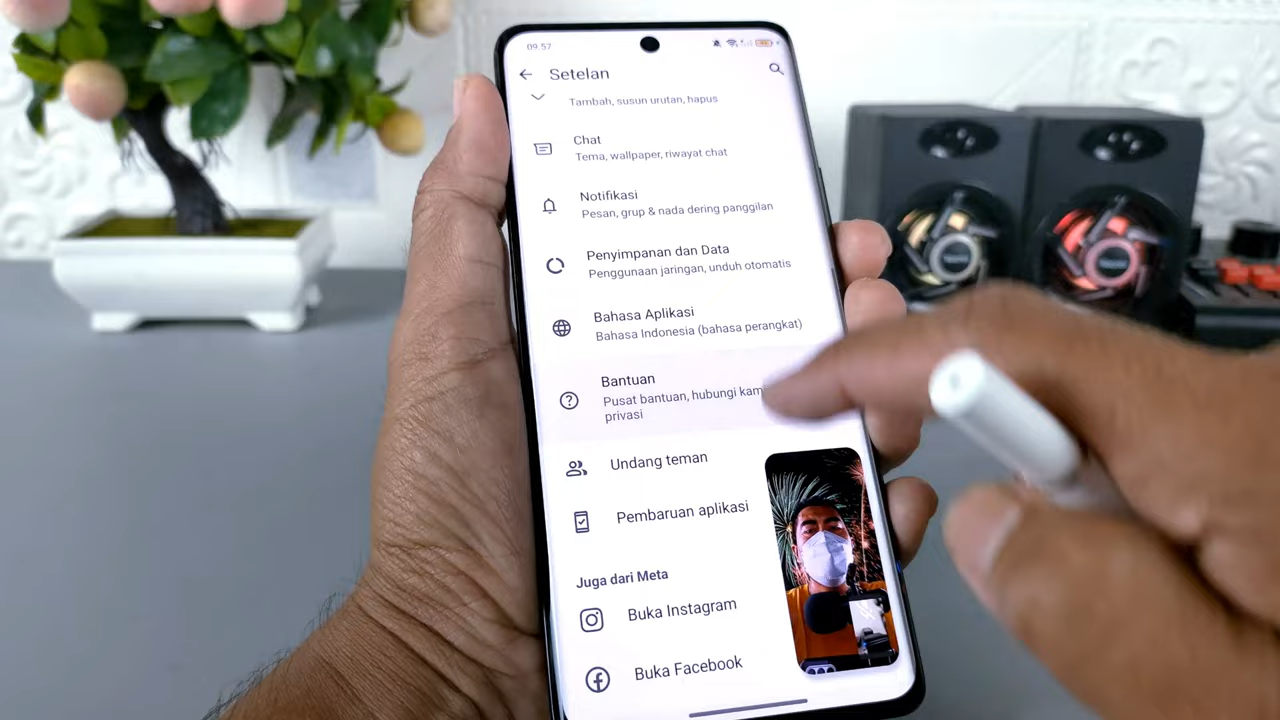 09.57
Setelan
Tambah, susun urutan, hapus
Chat
Tema, wallpaper, riwayat chat
Notifikasi
Pesan, grup & nada dering panggilan
Penyimpanan dan Data
Penggunaan jaringan, unduh otomatis
Bahasa Aplikasi
Bahasa Indonesia (bahasa perangkat)
Bantuan
Pusat bantuan, hubungi kam
privasi
Undang teman
Pembaruan aplikasi
Juga dari Meta
Buka Instagram
Buka Facebook